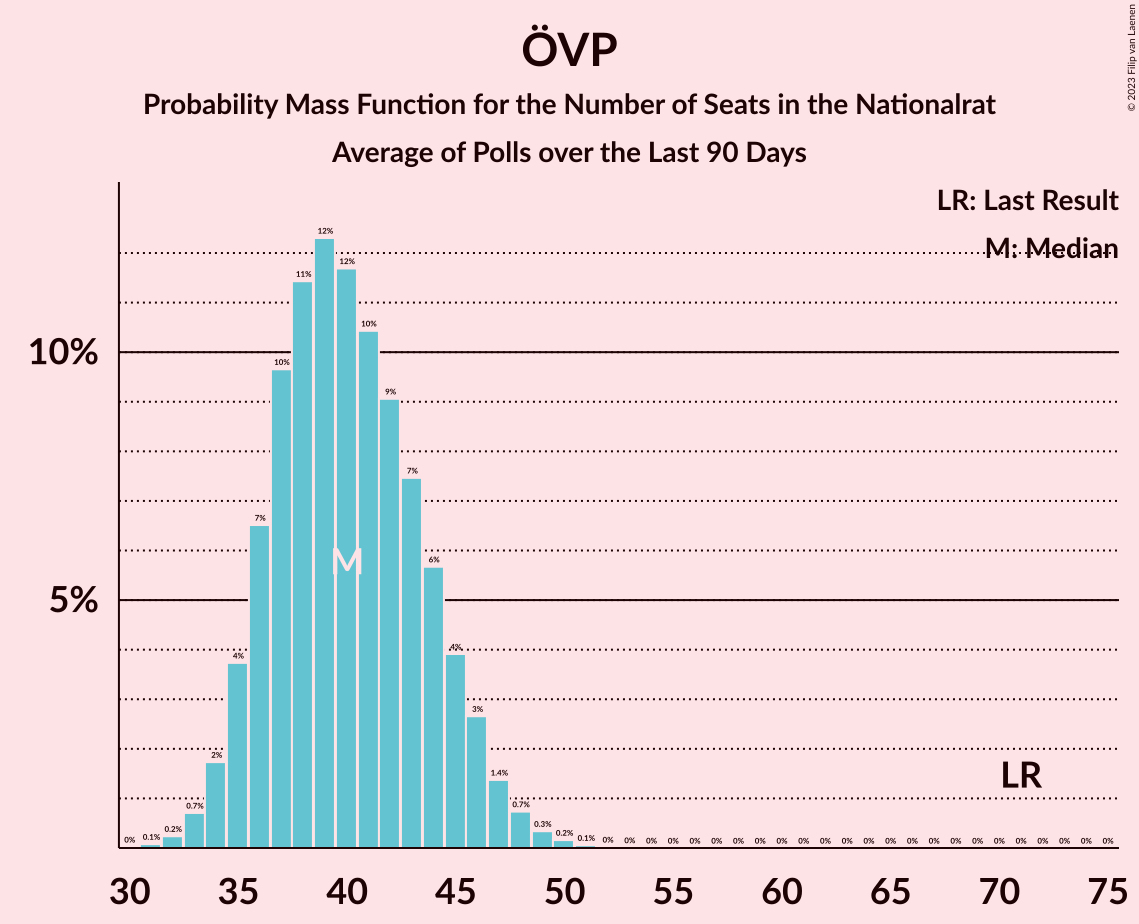 ÖVP
Probability Mass Function for the Number of Seats in the Nationalrat
Average of Polls over the Last 90 Days
© 2023 Filip van Laenen
LR: Last Result
M: Median
10%
5%
0% 0.1% 0.2% 0.7% 2% 4% 7% 10% 11% 12% 12% 10% 9% 7% 6% 4% 3% 1.4% 0.7% 0.3% 0.2% 0.1% 0% 0% 0% 0% 0% 0% 0% 0% 0% 0% 0% 0% 0% 0% 0% 0% 0% 0% 0% 0% 0% 0% 0% 0%
M
LR
30 35 40 45 50 55 60 65 70 75